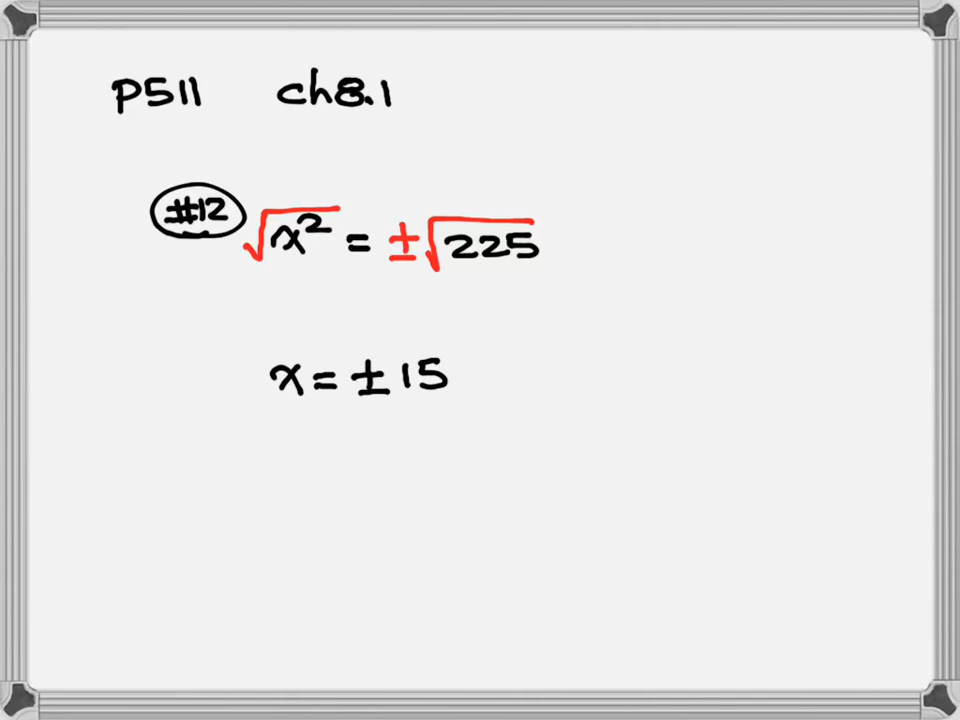 p511 ch8.1
#12 √x² = ±√225
x = ±15